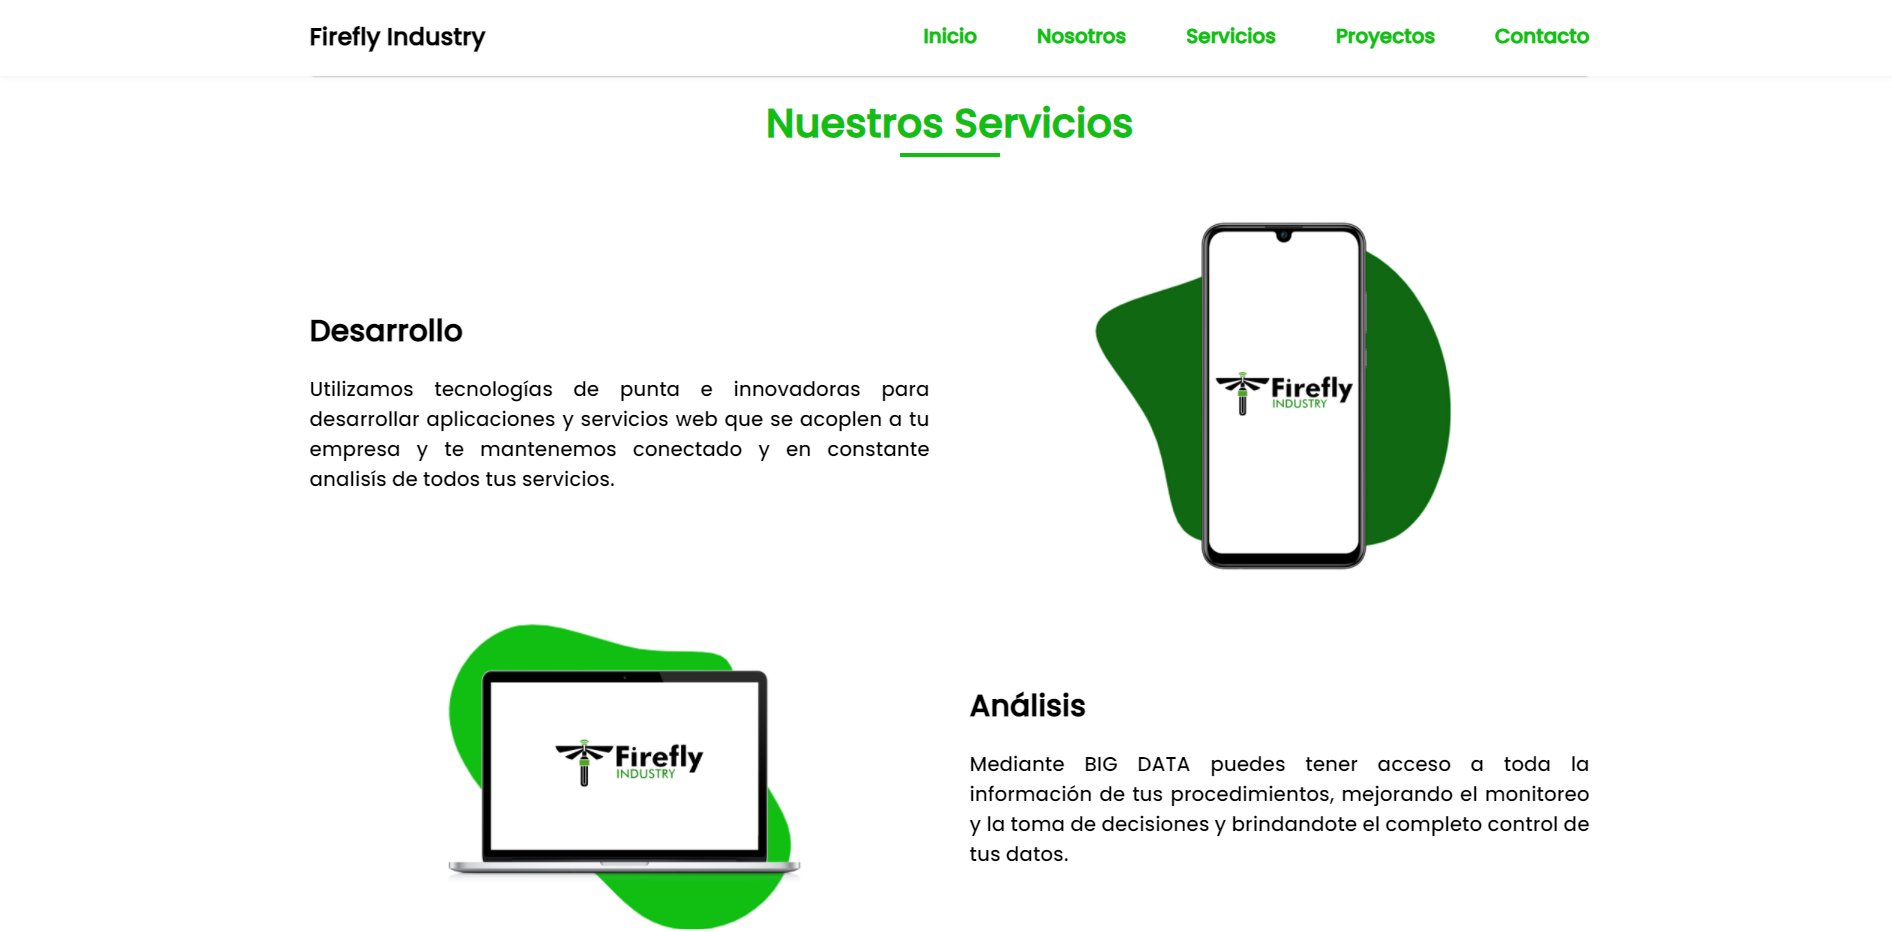 Firefly Industry
Inicio Nosotros Servicios Proyectos Contacto
Nuestros Servicios
Desarrollo
Utilizamos tecnologías de punta e innovadoras para
desarrollar aplicaciones y servicios web que se acoplen a tu
empresa y te mantenemos conectado y en constante
analisís de todos tus servicios.
Firefly
INDUSTRY
Firefly
INDUSTRY
Análisis
Mediante BIG DATA puedes tener acceso a toda la
información de tus procedimientos, mejorando el monitoreo
y la toma de decisiones y brindandote el completo control de
tus datos.